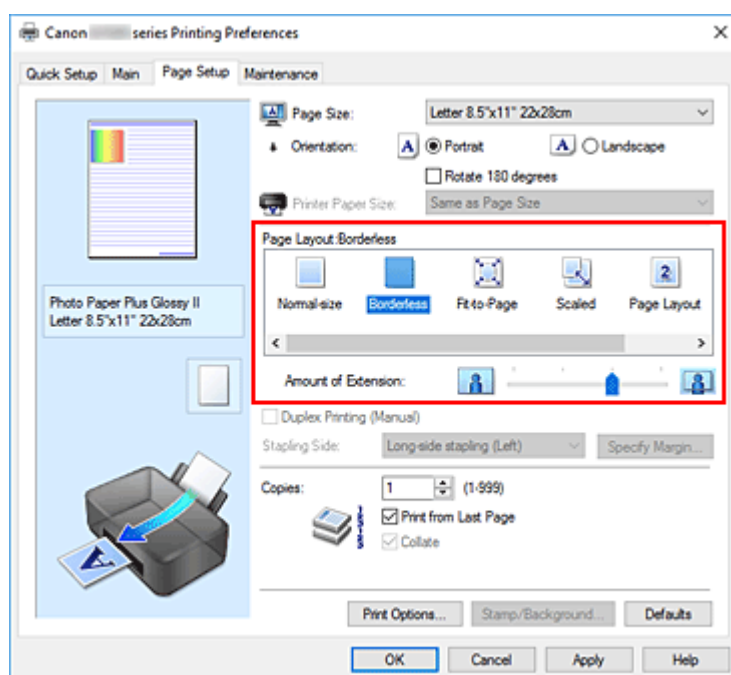 Canon series Printing Preferences
Quick Setup Main Page Setup Maintenance
Page Size: Letter 8.5"x11" 22x28cm
Orientation: A Portrait A Landscape
Rotate 180 degrees
Printer Paper Size: Same as Page Size
Page Layout:Borderless
2
Normal-size Borderless Fit-to-Page Scaled Page Layout
Photo Paper Plus Glossy II
Letter 8.5"x11" 22x28cm
Amount of Extension:
Duplex Printing (Manual)
Stapling Side: Long-side stapling (Left) Specify Margin...
Copies: 1 (1-999)
Print from Last Page
Collate
A
Print Options... Stamp/Background... Defaults
OK Cancel Apply Help